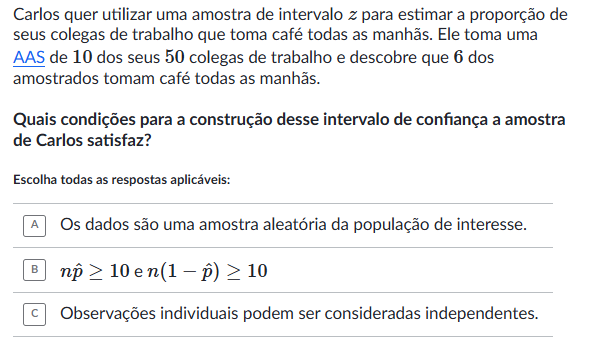 Carlos quer utilizar uma amostra de intervalo z para estimar a proporção de
seus colegas de trabalho que toma café todas as manhãs. Ele toma uma
AAS de 10 dos seus 50 colegas de trabalho e descobre que 6 dos
amostrados tomam café todas as manhãs.
Quais condições para a construção desse intervalo de confiança a amostra
de Carlos satisfaz?
Escolha todas as respostas aplicáveis:
A Os dados são uma amostra aleatória da população de interesse.
B np̂ ≥ 10 e n(1 − p̂) ≥ 10
C Observações individuais podem ser consideradas independentes.